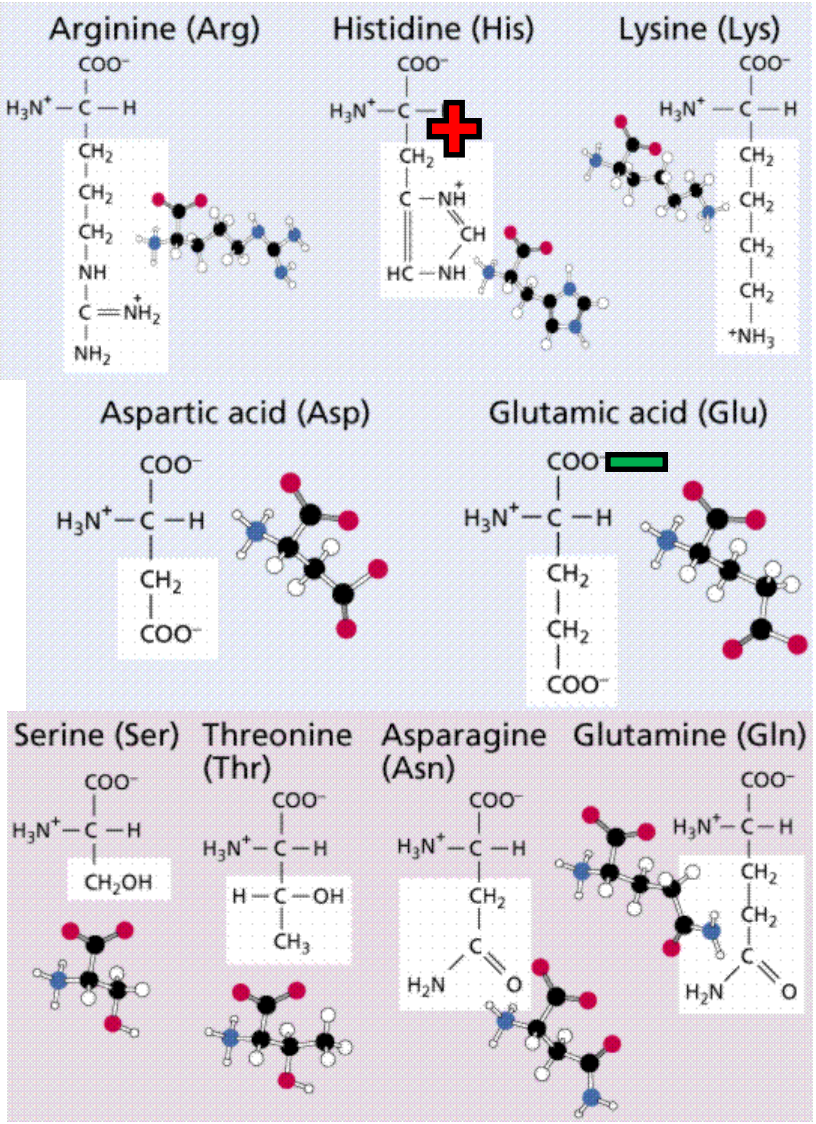 Arginine (Arg)
COO⁻
H₃N⁺—C—H
CH₂
CH₂
CH₂
NH
C=N⁺H₂
NH₂
Histidine (His)
COO⁻
H₃N⁺—C—
CH₂
C—NH⁺
CH
HC—NH
Lysine (Lys)
COO⁻
H₃N⁺—C—H
CH₂
CH₂
CH₂
CH₂
⁺NH₃
Aspartic acid (Asp)
COO⁻
H₃N⁺—C—H
CH₂
COO⁻
Glutamic acid (Glu)
COO⁻
H₃N⁺—C—H
CH₂
CH₂
COO⁻
Serine (Ser)
COO⁻
H₃N⁺—C—H
CH₂OH
Threonine
(Thr)
COO⁻
H₃N⁺—C—H
H—C—OH
CH₃
Asparagine
(Asn)
COO⁻
H₃N⁺—C—H
CH₂
C
H₂N O
Glutamine (Gln)
COO⁻
H₃N⁺—C—H
CH₂
CH₂
C
H₂N O